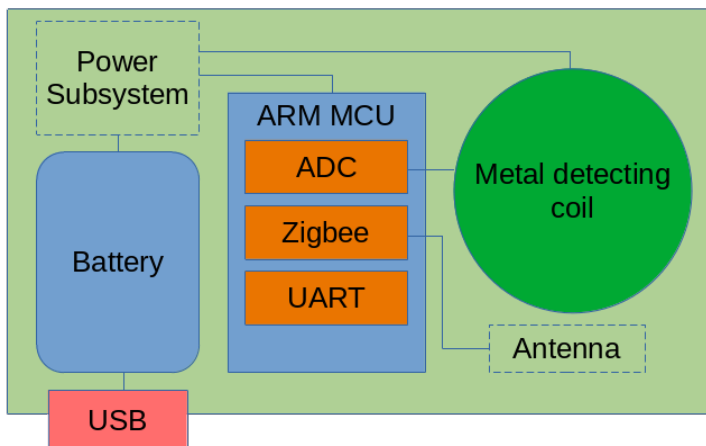 Power
Subsystem
ARM MCU
ADC
Metal detecting
coil
Zigbee
Battery
UART
Antenna
USB